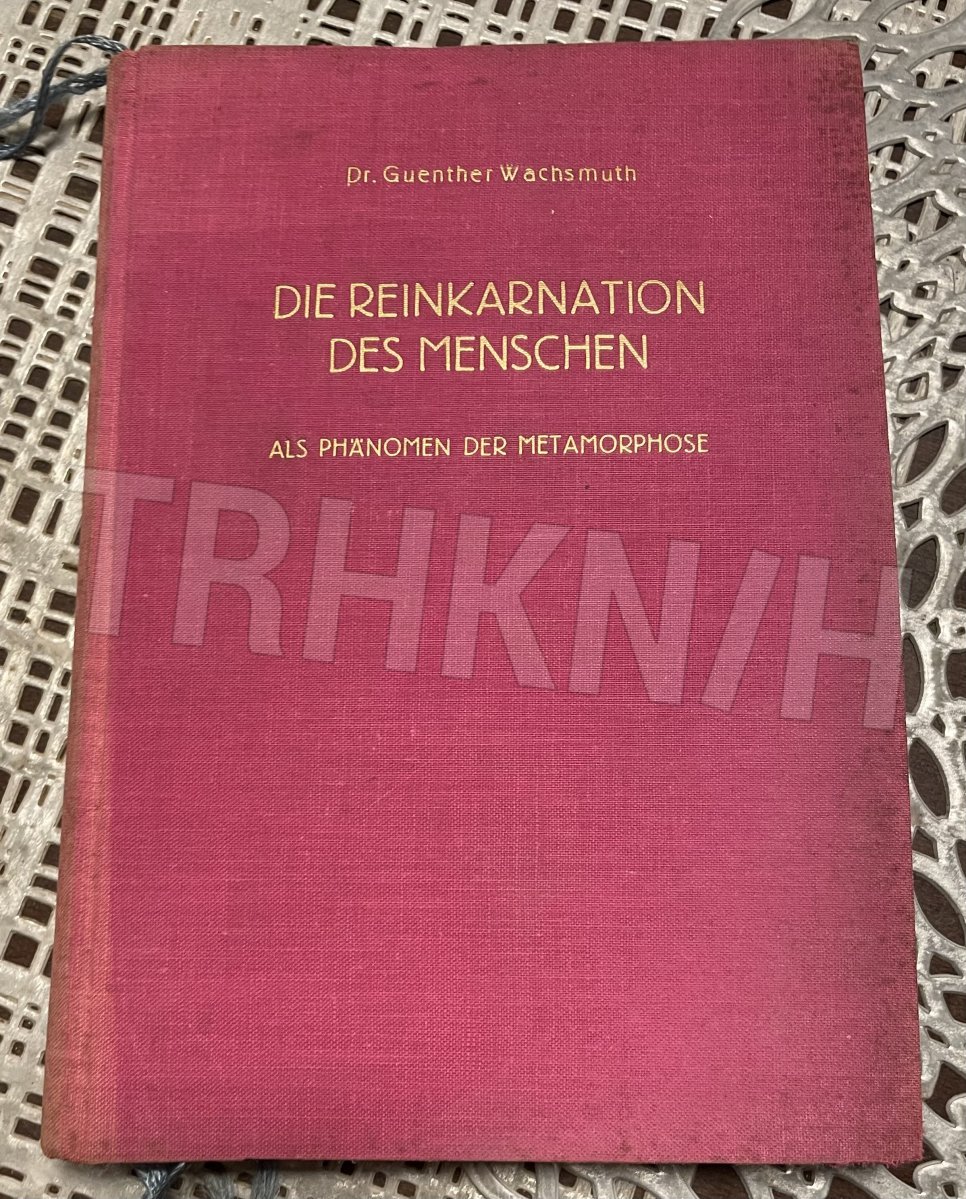 Dr. Guenther Wachsmuth
DIE REINKARNATION
DES MENSCHEN
ALS PHÄNOMEN DER METAMORPHOSE
TRHKN/H